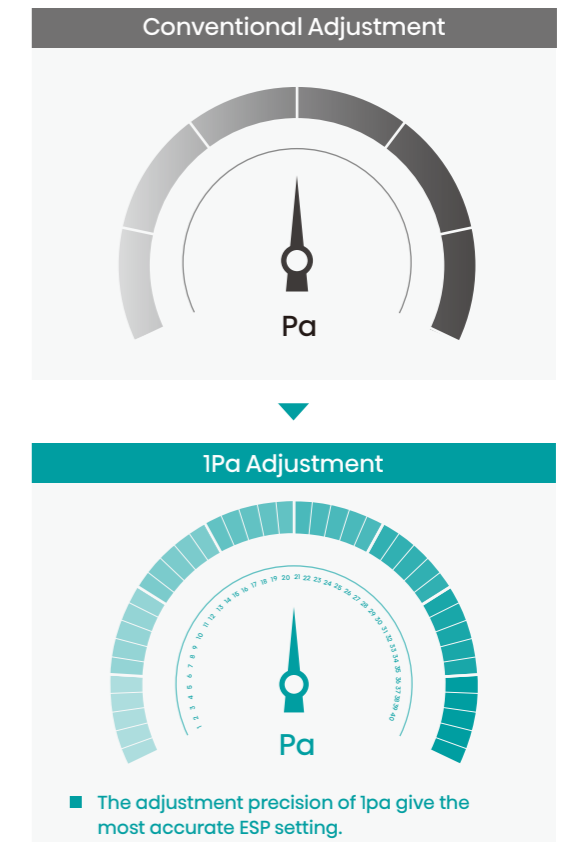 Conventional Adjustment
Pa
1Pa Adjustment
1 2 3 4 5 6 7 8 9 10 11 12 13 14 15 16 17 18 19 20 21 22 23 24 25 26 27 28 29 30 31 32 33 34 35 36 37 38 39 40
Pa
The adjustment precision of 1pa give the
most accurate ESP setting.